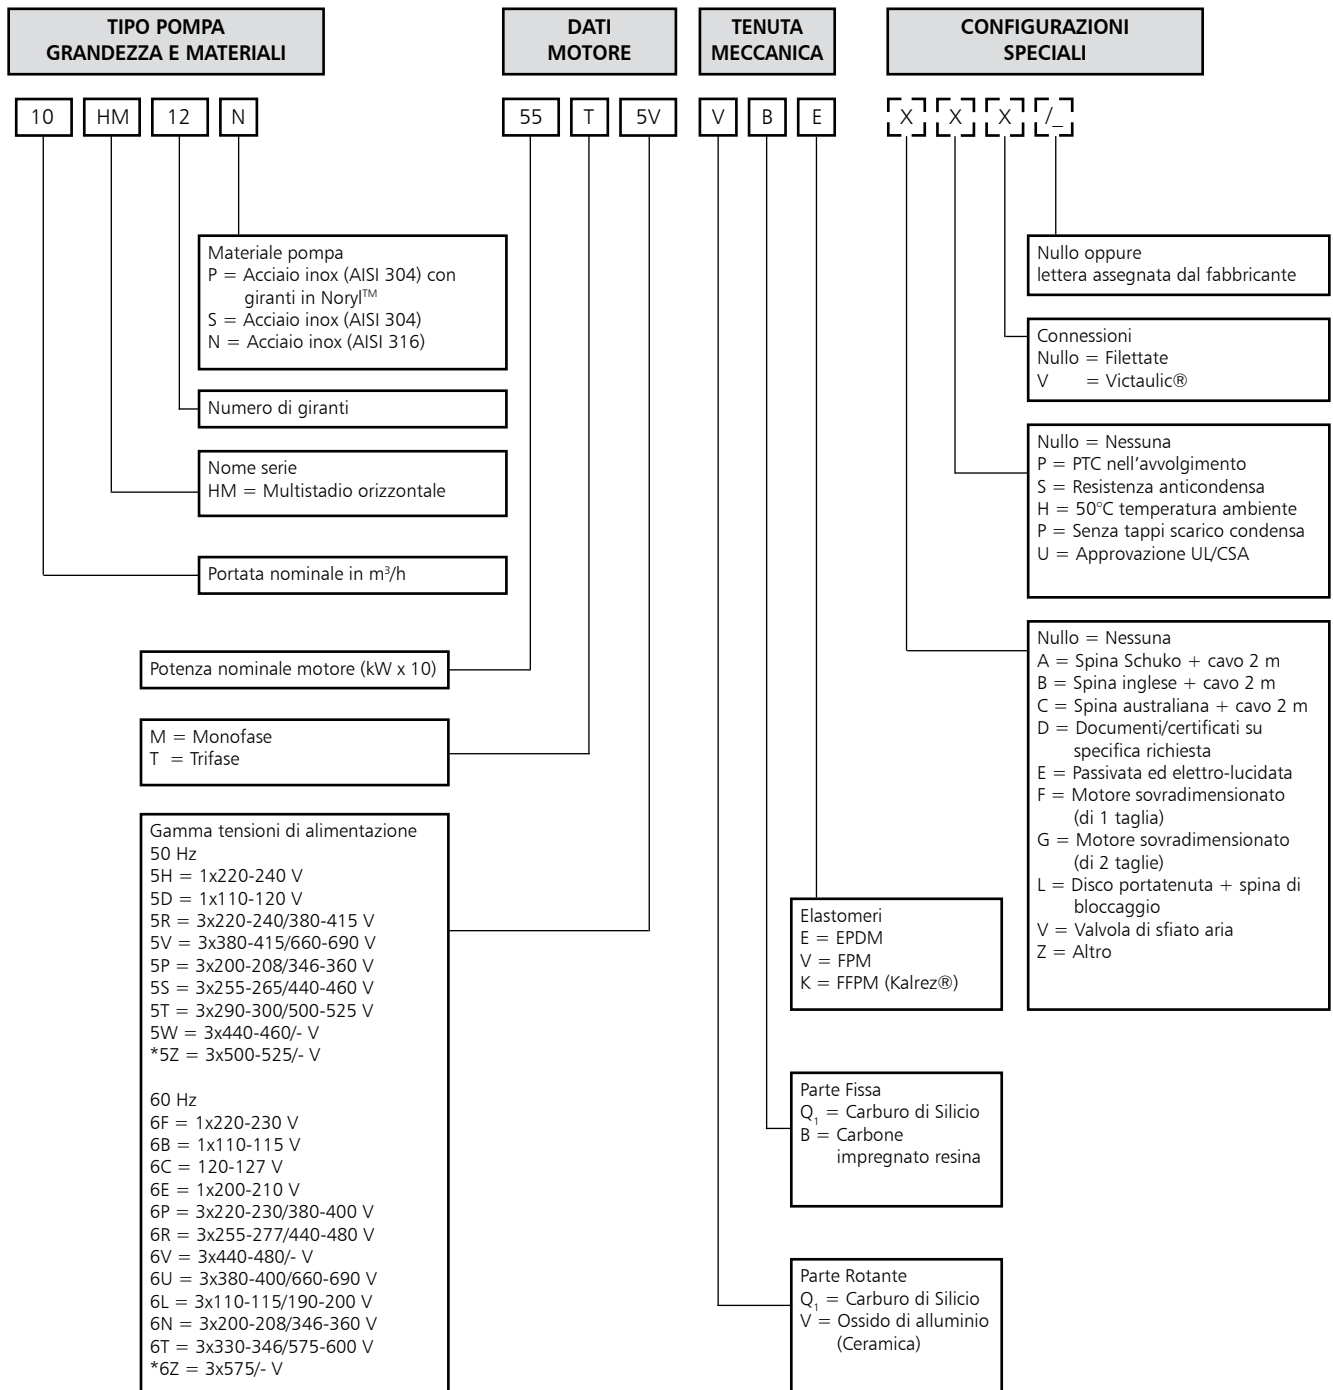 TIPO POMPA
GRANDEZZA E MATERIALI
DATI
MOTORE
TENUTA
MECCANICA
CONFIGURAZIONI
SPECIALI
10 HM 12 N 55 T 5V V B E X X X /_
Materiale pompa
P = Acciaio inox (AISI 304) con
giranti in Noryl™
S = Acciaio inox (AISI 304)
N = Acciaio inox (AISI 316)
Numero di giranti
Nome serie
HM = Multistadio orizzontale
Portata nominale in m³/h
Potenza nominale motore (kW x 10)
M = Monofase
T = Trifase
Gamma tensioni di alimentazione
50 Hz
5H = 1x220-240 V
5D = 1x110-120 V
5R = 3x220-240/380-415 V
5V = 3x380-415/660-690 V
5P = 3x200-208/346-360 V
5S = 3x255-265/440-460 V
5T = 3x290-300/500-525 V
5W = 3x440-460/- V
*5Z = 3x500-525/- V
60 Hz
6F = 1x220-230 V
6B = 1x110-115 V
6C = 120-127 V
6E = 1x200-210 V
6P = 3x220-230/380-400 V
6R = 3x255-277/440-480 V
6V = 3x440-480/- V
6U = 3x380-400/660-690 V
6L = 3x110-115/190-200 V
6N = 3x200-208/346-360 V
6T = 3x330-346/575-600 V
*6Z = 3x575/- V
Nullo oppure
lettera assegnata dal fabbricante
Connessioni
Nullo = Filettate
V = Victaulic®
Nullo = Nessuna
P = PTC nell'avvolgimento
S = Resistenza anticondensa
H = 50°C temperatura ambiente
P = Senza tappi scarico condensa
U = Approvazione UL/CSA
Nullo = Nessuna
A = Spina Schuko + cavo 2 m
B = Spina inglese + cavo 2 m
C = Spina australiana + cavo 2 m
D = Documenti/certificati su
specifica richiesta
E = Passivata ed elettro-lucidata
F = Motore sovradimensionato
(di 1 taglia)
G = Motore sovradimensionato
(di 2 taglie)
L = Disco portatenuta + spina di
bloccaggio
V = Valvola di sfiato aria
Z = Altro
Elastomeri
E = EPDM
V = FPM
K = FFPM (Kalrez®)
Parte Fissa
Q₁ = Carburo di Silicio
B = Carbone
impregnato resina
Parte Rotante
Q₁ = Carburo di Silicio
V = Ossido di alluminio
(Ceramica)